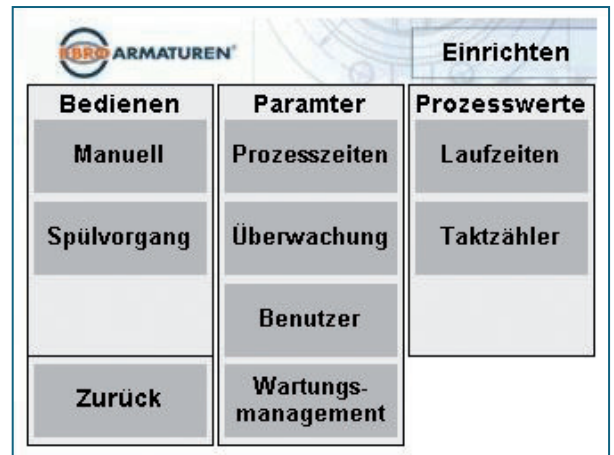 EBRO ARMATUREN
Einrichten
Bedienen
Manuell
Spülvorgang
Zurück
Paramter
Prozesszeiten
Überwachung
Benutzer
Wartungs-
management
Prozesswerte
Laufzeiten
Taktzähler